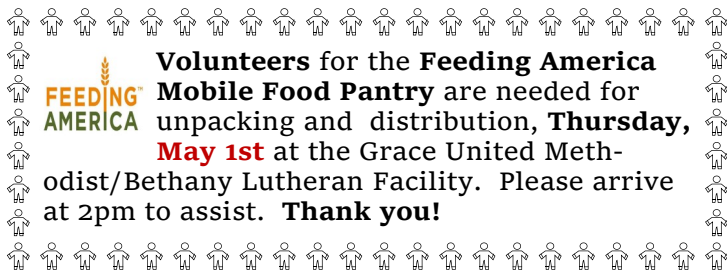 FEEDING™
AMERICA
Volunteers for the Feeding America
Mobile Food Pantry are needed for
unpacking and distribution, Thursday,
May 1st at the Grace United Meth-
odist/Bethany Lutheran Facility. Please arrive
at 2pm to assist. Thank you!